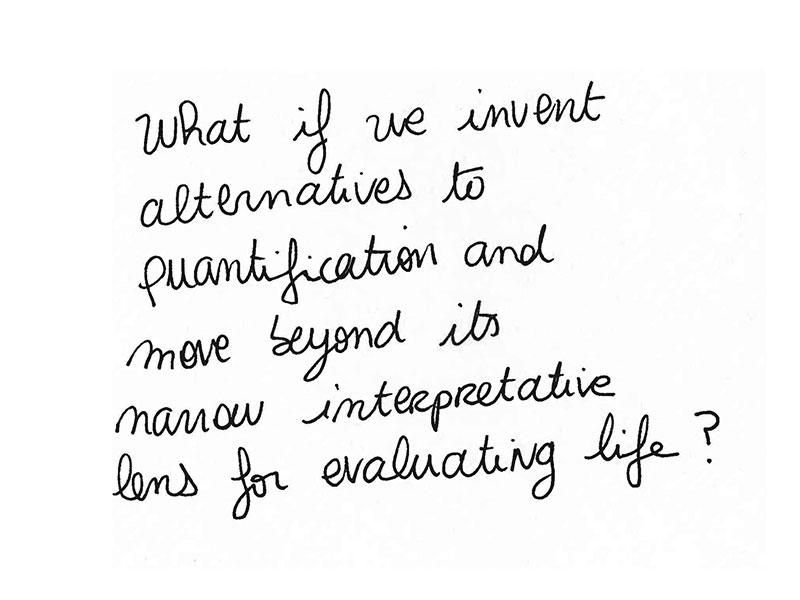 What if we invent
alternatives to
quantification and
move beyond its
narrow interpretative
lens for evaluating life?